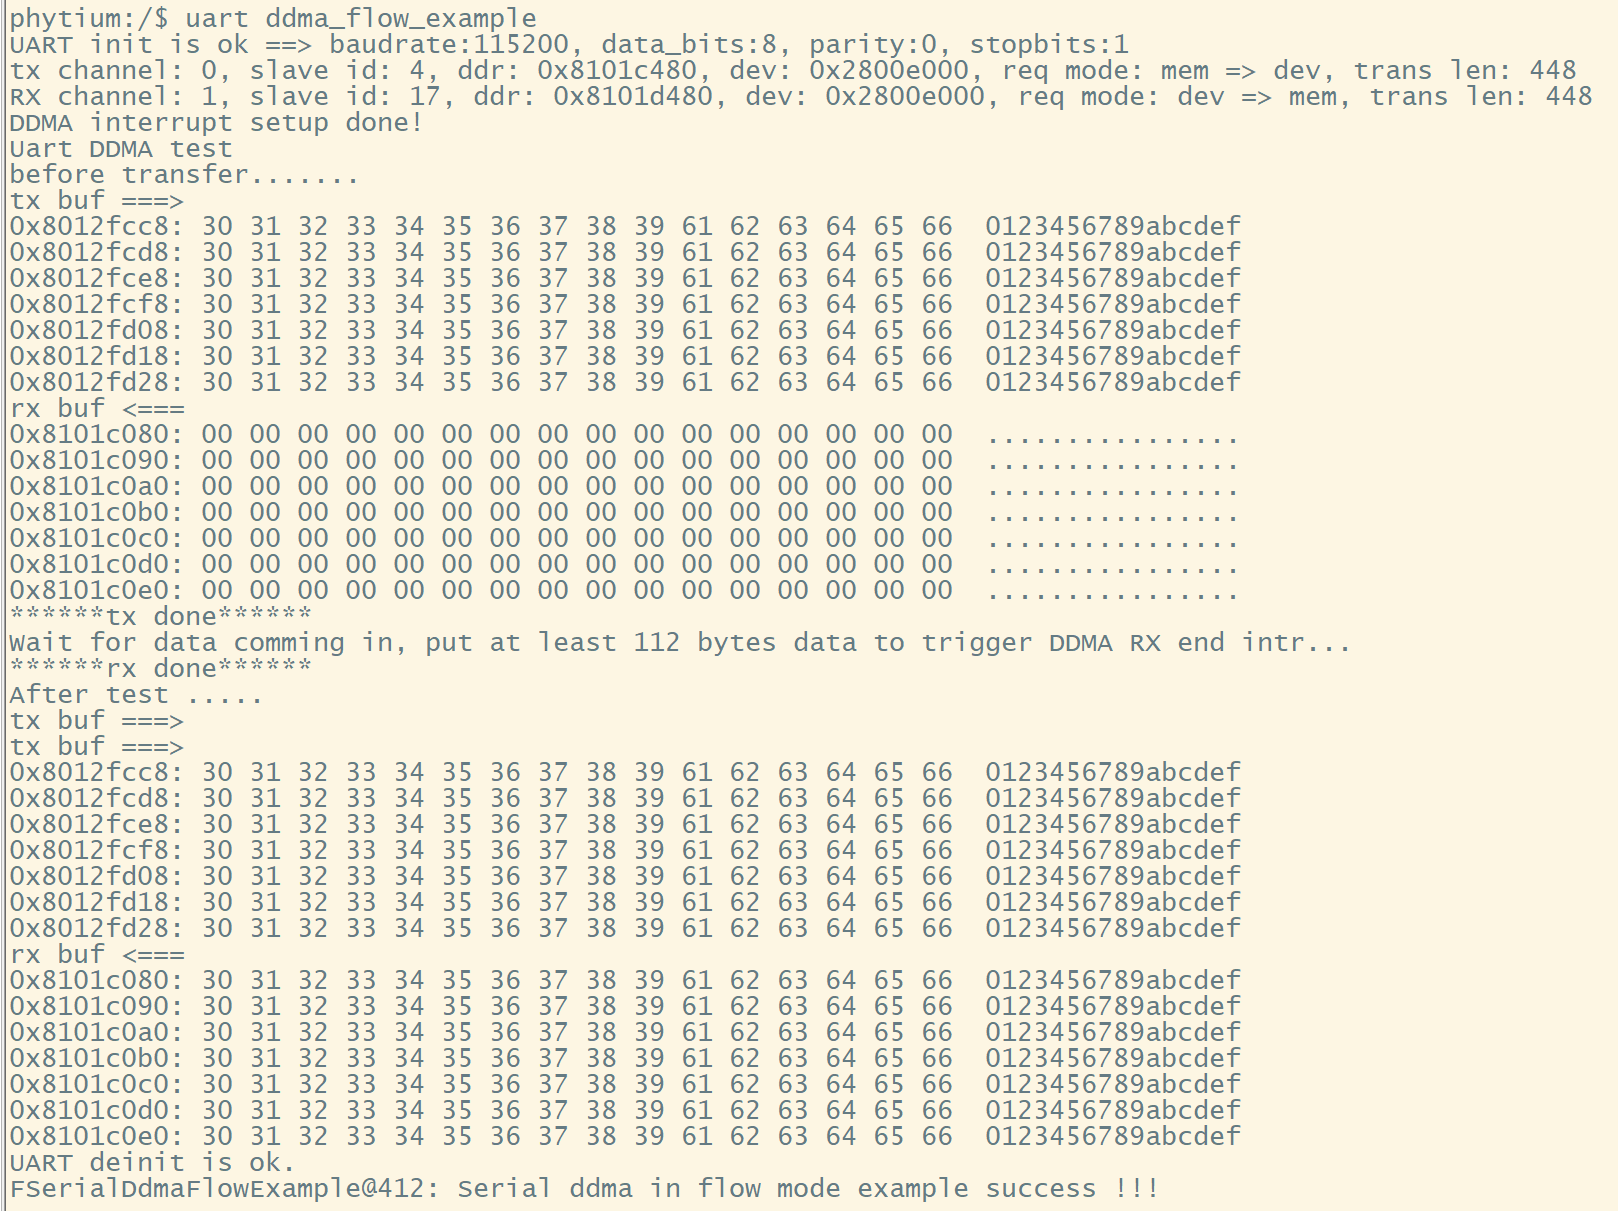 phytium:/$ uart ddma_flow_example
UART init is ok ==> baudrate:115200, data_bits:8, parity:0, stopbits:1
tx channel: 0, slave id: 4, ddr: 0x8101c480, dev: 0x2800e000, req mode: mem => dev, trans len: 448
RX channel: 1, slave id: 17, ddr: 0x8101d480, dev: 0x2800e000, req mode: dev => mem, trans len: 448
DDMA interrupt setup done!
Uart DDMA test
before transfer.......
tx buf ===>
0x8012fcc8: 30 31 32 33 34 35 36 37 38 39 61 62 63 64 65 66  0123456789abcdef
0x8012fcd8: 30 31 32 33 34 35 36 37 38 39 61 62 63 64 65 66  0123456789abcdef
0x8012fce8: 30 31 32 33 34 35 36 37 38 39 61 62 63 64 65 66  0123456789abcdef
0x8012fcf8: 30 31 32 33 34 35 36 37 38 39 61 62 63 64 65 66  0123456789abcdef
0x8012fd08: 30 31 32 33 34 35 36 37 38 39 61 62 63 64 65 66  0123456789abcdef
0x8012fd18: 30 31 32 33 34 35 36 37 38 39 61 62 63 64 65 66  0123456789abcdef
0x8012fd28: 30 31 32 33 34 35 36 37 38 39 61 62 63 64 65 66  0123456789abcdef
rx buf <===
0x8101c080: 00 00 00 00 00 00 00 00 00 00 00 00 00 00 00 00  ................
0x8101c090: 00 00 00 00 00 00 00 00 00 00 00 00 00 00 00 00  ................
0x8101c0a0: 00 00 00 00 00 00 00 00 00 00 00 00 00 00 00 00  ................
0x8101c0b0: 00 00 00 00 00 00 00 00 00 00 00 00 00 00 00 00  ................
0x8101c0c0: 00 00 00 00 00 00 00 00 00 00 00 00 00 00 00 00  ................
0x8101c0d0: 00 00 00 00 00 00 00 00 00 00 00 00 00 00 00 00  ................
0x8101c0e0: 00 00 00 00 00 00 00 00 00 00 00 00 00 00 00 00  ................
******tx done******
Wait for data comming in, put at least 112 bytes data to trigger DDMA RX end intr...
******rx done******
After test .....
tx buf ===>
tx buf ===>
0x8012fcc8: 30 31 32 33 34 35 36 37 38 39 61 62 63 64 65 66  0123456789abcdef
0x8012fcd8: 30 31 32 33 34 35 36 37 38 39 61 62 63 64 65 66  0123456789abcdef
0x8012fce8: 30 31 32 33 34 35 36 37 38 39 61 62 63 64 65 66  0123456789abcdef
0x8012fcf8: 30 31 32 33 34 35 36 37 38 39 61 62 63 64 65 66  0123456789abcdef
0x8012fd08: 30 31 32 33 34 35 36 37 38 39 61 62 63 64 65 66  0123456789abcdef
0x8012fd18: 30 31 32 33 34 35 36 37 38 39 61 62 63 64 65 66  0123456789abcdef
0x8012fd28: 30 31 32 33 34 35 36 37 38 39 61 62 63 64 65 66  0123456789abcdef
rx buf <===
0x8101c080: 30 31 32 33 34 35 36 37 38 39 61 62 63 64 65 66  0123456789abcdef
0x8101c090: 30 31 32 33 34 35 36 37 38 39 61 62 63 64 65 66  0123456789abcdef
0x8101c0a0: 30 31 32 33 34 35 36 37 38 39 61 62 63 64 65 66  0123456789abcdef
0x8101c0b0: 30 31 32 33 34 35 36 37 38 39 61 62 63 64 65 66  0123456789abcdef
0x8101c0c0: 30 31 32 33 34 35 36 37 38 39 61 62 63 64 65 66  0123456789abcdef
0x8101c0d0: 30 31 32 33 34 35 36 37 38 39 61 62 63 64 65 66  0123456789abcdef
0x8101c0e0: 30 31 32 33 34 35 36 37 38 39 61 62 63 64 65 66  0123456789abcdef
UART deinit is ok.
FSerialDdmaFlowExample@412: Serial ddma in flow mode example success !!!